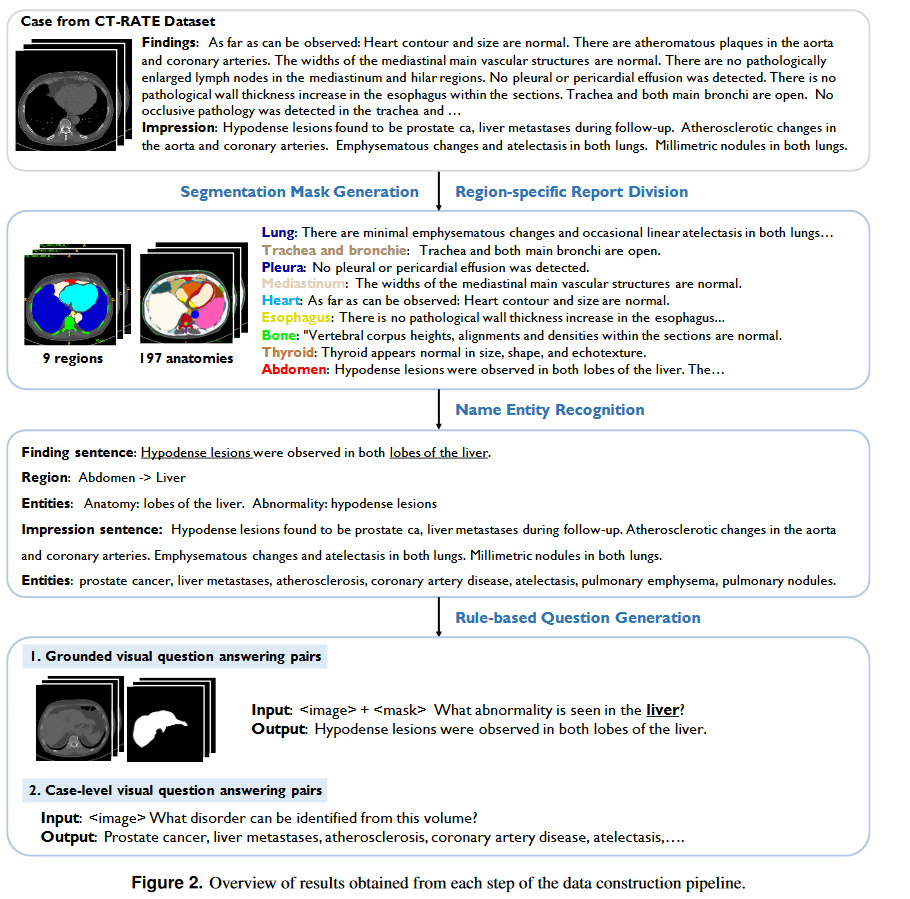 Case from CT-RATE Dataset
Findings: As far as can be observed: Heart contour and size are normal. There are atheromatous plaques in the aorta
and coronary arteries. The widths of the mediastinal main vascular structures are normal. There are no pathologically
enlarged lymph nodes in the mediastinum and hilar regions. No pleural or pericardial effusion was detected. There is no
pathological wall thickness increase in the esophagus within the sections. Trachea and both main bronchi are open. No
occlusive pathology was detected in the trachea and …
Impression: Hypodense lesions found to be prostate ca, liver metastases during follow-up. Atherosclerotic changes in
the aorta and coronary arteries. Emphysematous changes and atelectasis in both lungs. Millimetric nodules in both lungs.
Segmentation Mask Generation
Region-specific Report Division
9 regions
197 anatomies
Lung: There are minimal emphysematous changes and occasional linear atelectasis in both lungs…
Trachea and bronchie: Trachea and both main bronchi are open.
Pleura: No pleural or pericardial effusion was detected.
Mediastinum: The widths of the mediastinal main vascular structures are normal.
Heart: As far as can be observed: Heart contour and size are normal.
Esophagus: There is no pathological wall thickness increase in the esophagus...
Bone: "Vertebral corpus heights, alignments and densities within the sections are normal.
Thyroid: Thyroid appears normal in size, shape, and echotexture.
Abdomen: Hypodense lesions were observed in both lobes of the liver. The…
Name Entity Recognition
Finding sentence: Hypodense lesions were observed in both lobes of the liver.
Region: Abdomen -> Liver
Entities: Anatomy: lobes of the liver. Abnormality: hypodense lesions
Impression sentence: Hypodense lesions found to be prostate ca, liver metastases during follow-up. Atherosclerotic changes in the aorta
and coronary arteries. Emphysematous changes and atelectasis in both lungs. Millimetric nodules in both lungs.
Entities: prostate cancer, liver metastases, atherosclerosis, coronary artery disease, atelectasis, pulmonary emphysema, pulmonary nodules.
Rule-based Question Generation
1. Grounded visual question answering pairs
Input: <image> + <mask> What abnormality is seen in the liver?
Output: Hypodense lesions were observed in both lobes of the liver.
2. Case-level visual question answering pairs
Input: <image> What disorder can be identified from this volume?
Output: Prostate cancer, liver metastases, atherosclerosis, coronary artery disease, atelectasis,….
Figure 2. Overview of results obtained from each step of the data construction pipeline.